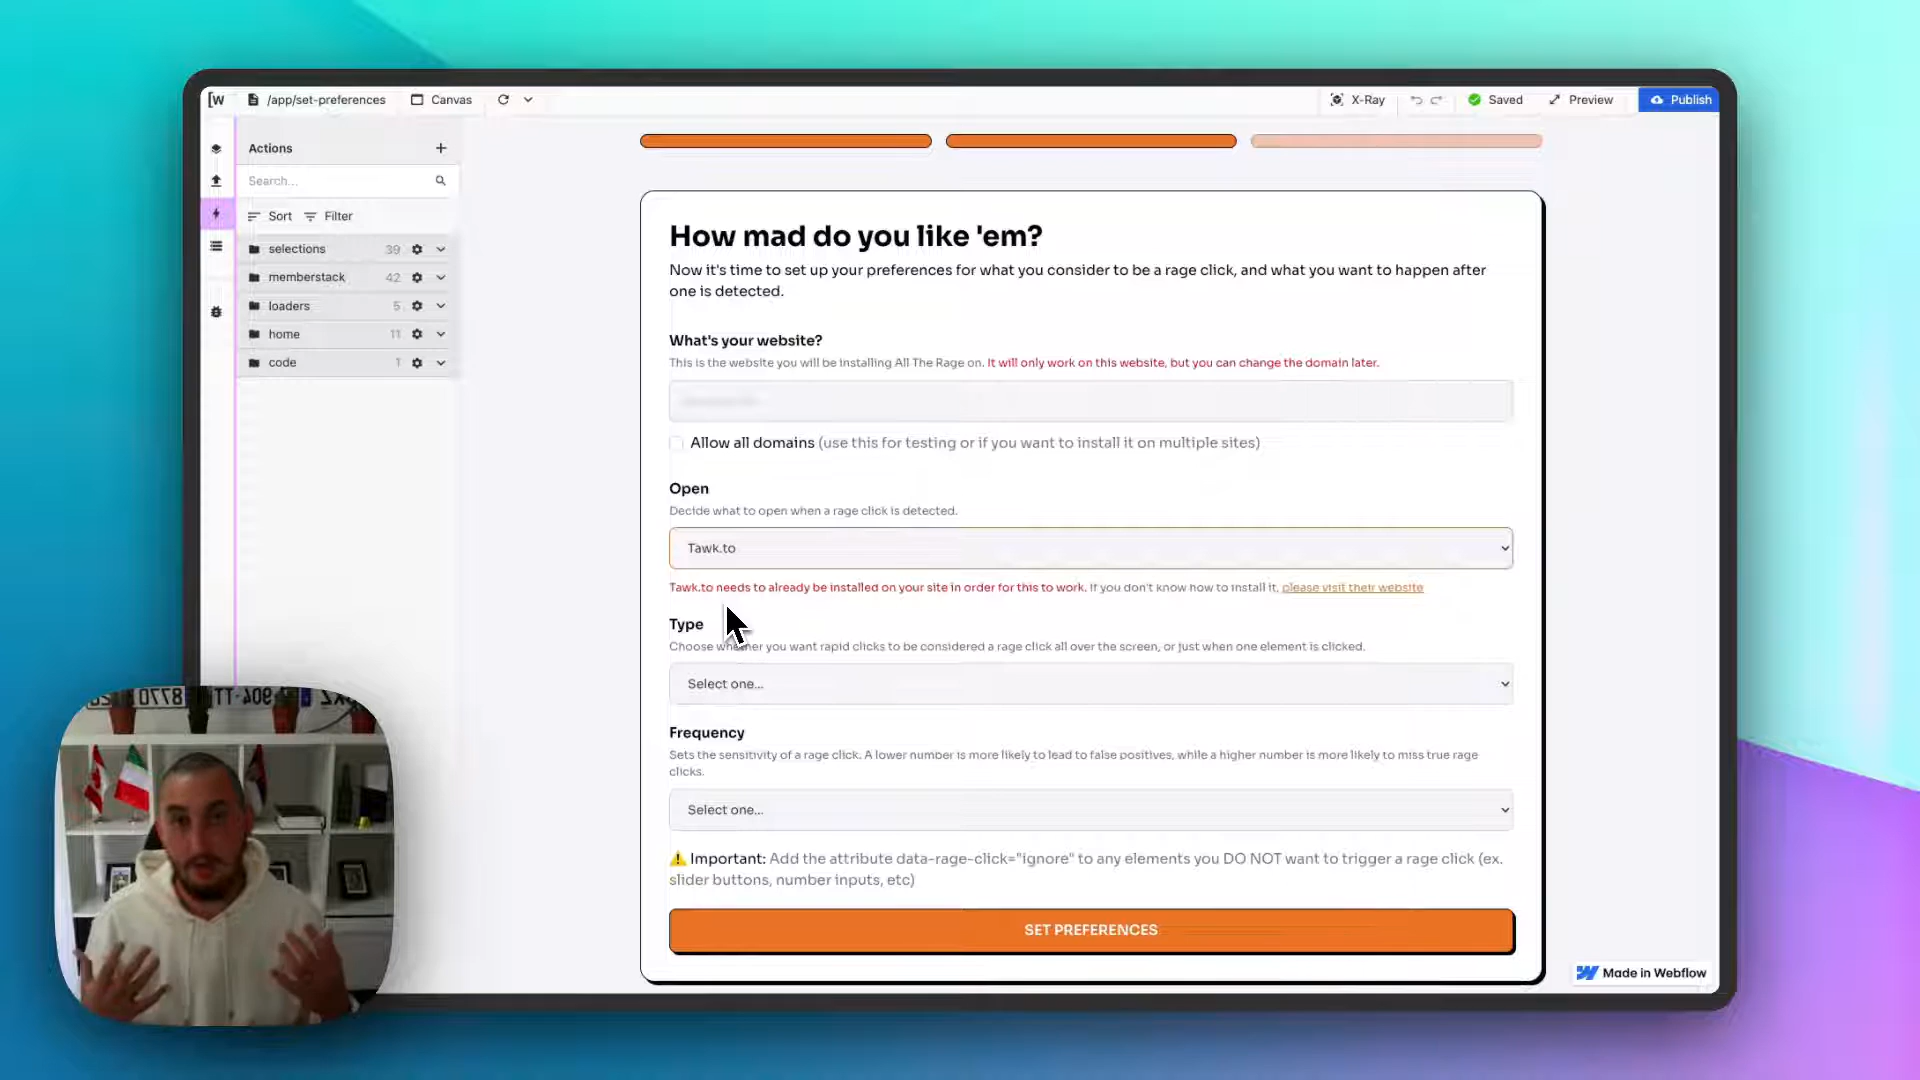 /app/set-preferences
Canvas
X-Ray
Saved
Preview
Publish
Actions
Search...
Sort
Filter
selections 39
memberstack 42
loaders 5
home 11
code 1
How mad do you like 'em?
Now it's time to set up your preferences for what you consider to be a rage click, and what you want to happen after
one is detected.
What's your website?
This is the website you will be installing All The Rage on. It will only work on this website, but you can change the domain later.
Allow all domains (use this for testing or if you want to install it on multiple sites)
Open
Decide what to open when a rage click is detected.
Tawk.to
Tawk.to needs to already be installed on your site in order for this to work. If you don't know how to install it, please visit their website
Type
Choose whether you want rapid clicks to be considered a rage click all over the screen, or just when one element is clicked.
Select one...
Frequency
Sets the sensitivity of a rage click. A lower number is more likely to lead to false positives, while a higher number is more likely to miss true rage
clicks.
Select one...
⚠️ Important: Add the attribute data-rage-click="ignore" to any elements you DO NOT want to trigger a rage click (ex.
slider buttons, number inputs, etc)
SET PREFERENCES
Made in Webflow